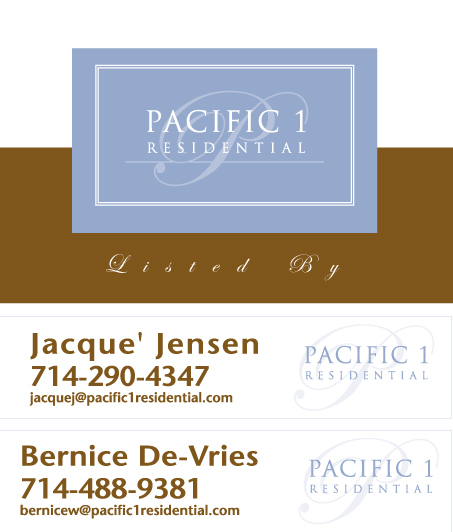 PACIFIC 1
RESIDENTIAL
Listed By
Jacque' Jensen
714-290-4347
jacquej@pacific1residential.com
PACIFIC 1
RESIDENTIAL
Bernice De-Vries
714-488-9381
bernicew@pacific1residential.com
PACIFIC 1
RESIDENTIAL